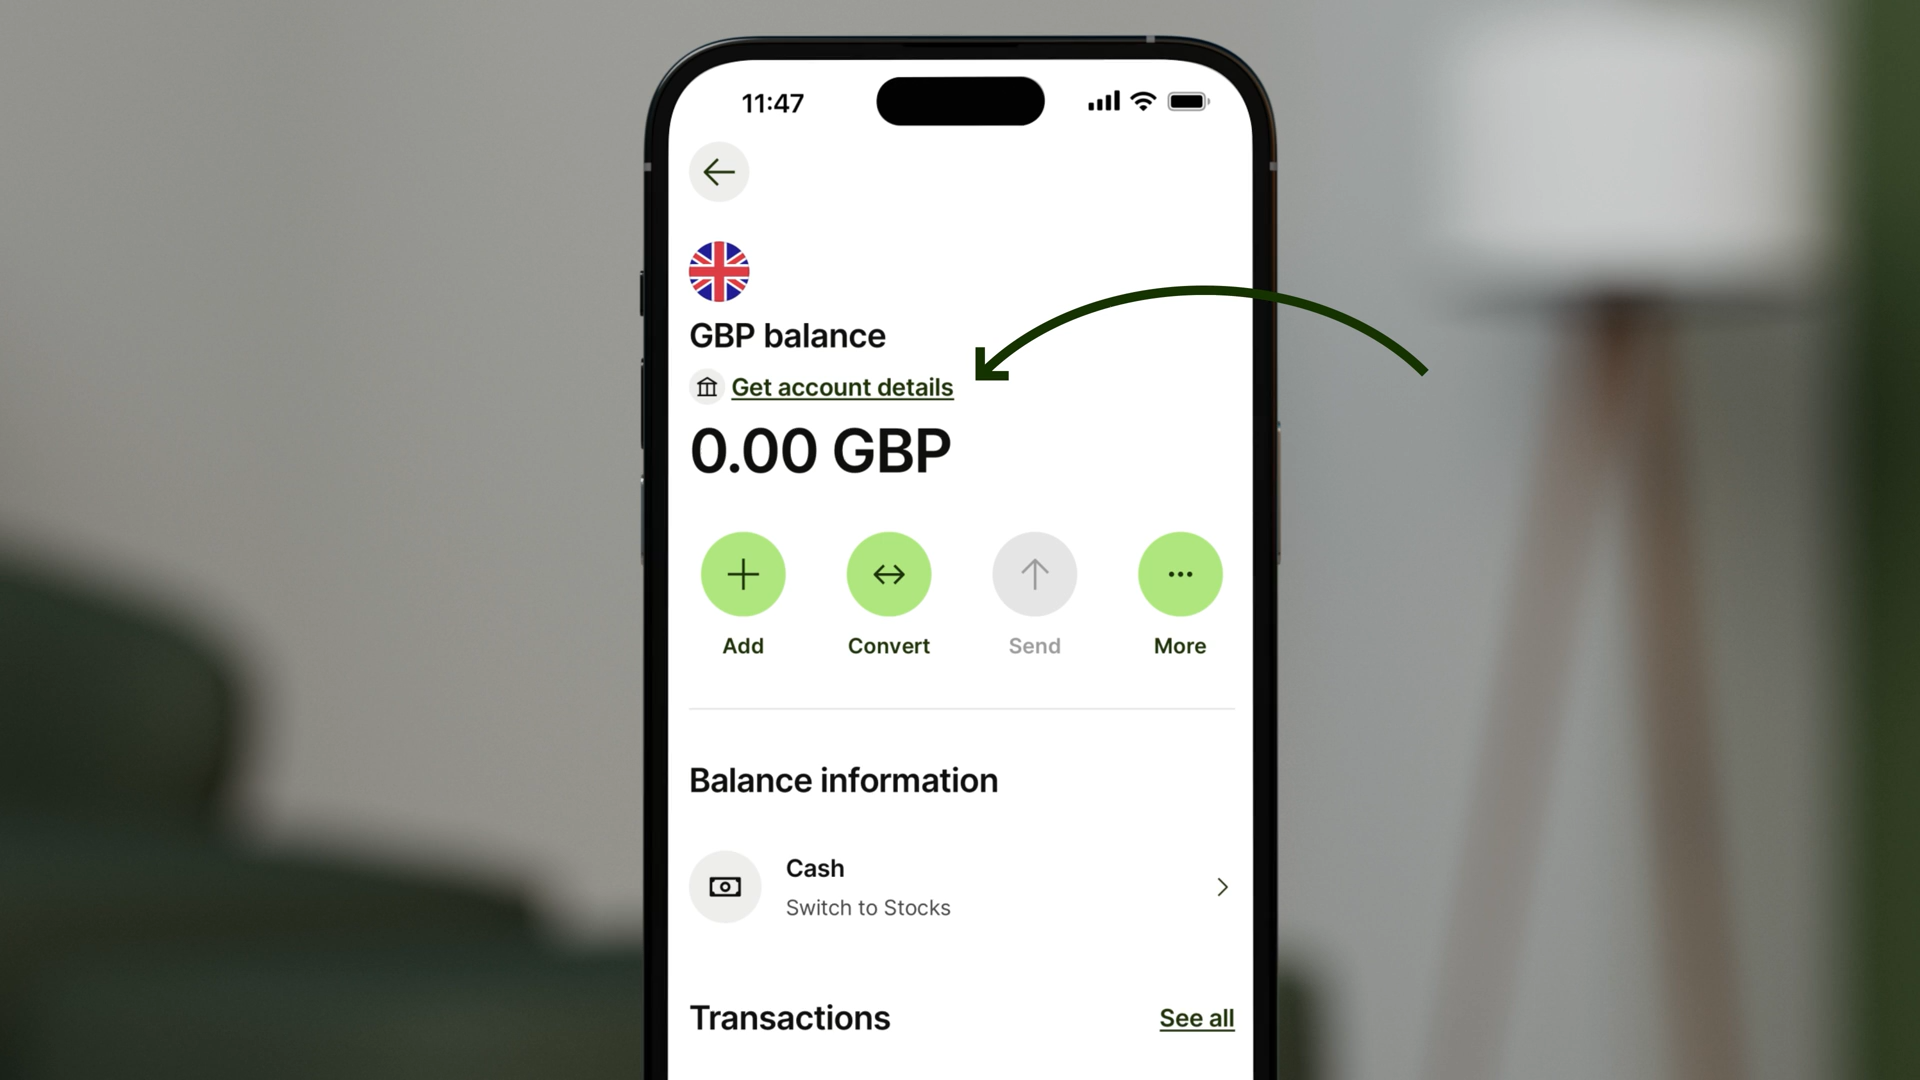 11:47
GBP balance
Get account details
0.00 GBP
Add
Convert
Send
More
Balance information
Cash
Switch to Stocks
Transactions
See all